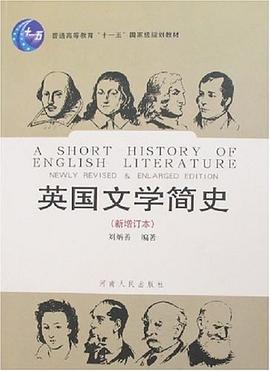 十一五
普通高等教育“十一五”国家级规划教材
A SHORT HISTORY OF
ENGLISH LITERATURE
NEWLY REVISED & ENLARGED EDITION
英国文学简史
(新增订本)
刘炳善 编著
河南人民出版社